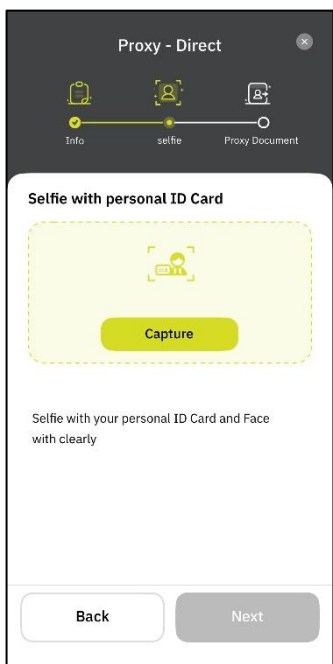 Proxy - Direct
Info
selfie
Proxy Document
Selfie with personal ID Card
Capture
Selfie with your personal ID Card and Face
with clearly
Back
Next